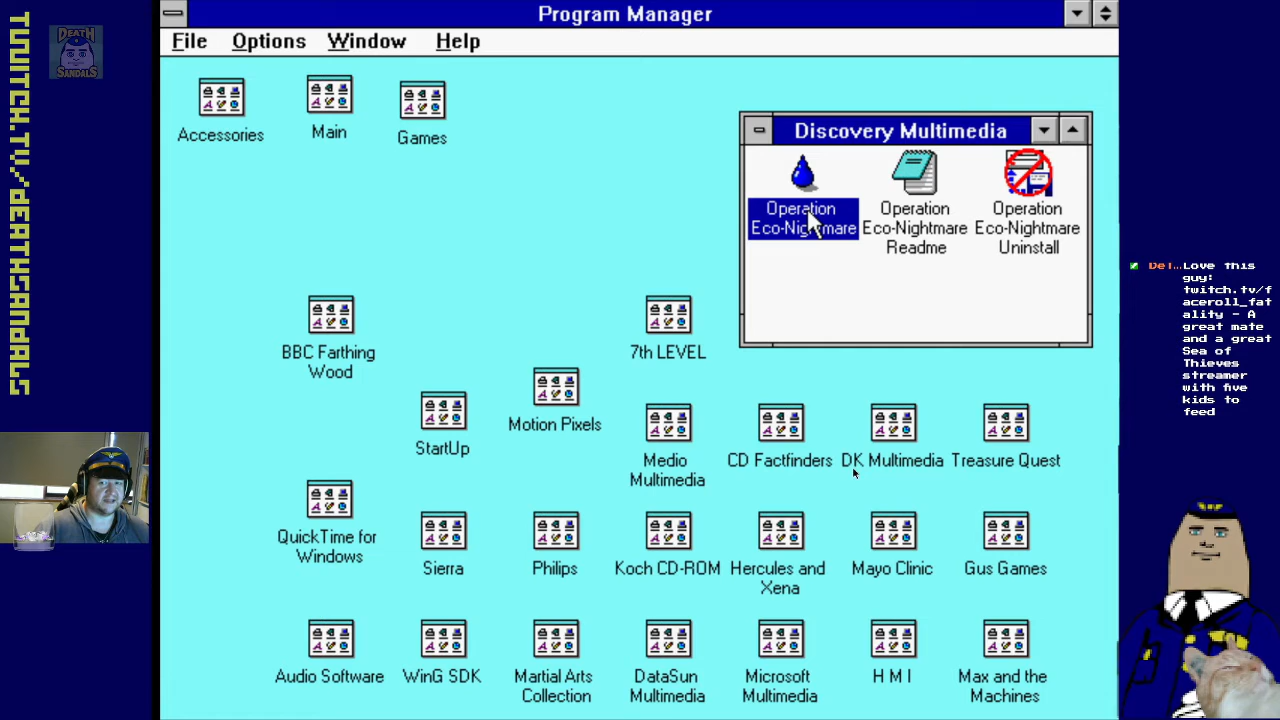 TWITCH.TV/DEATHSANDALS
DEATH
SANDALS
Program Manager
File Options Window Help
Accessories
Main
Games
Discovery Multimedia
Operation
Eco-Nightmare
Operation
Eco-Nightmare
Readme
Operation
Eco-Nightmare
Uninstall
BBC Farthing
Wood
7th LEVEL
StartUp
Motion Pixels
Medio
Multimedia
CD Factfinders
DK Multimedia
Treasure Quest
QuickTime for
Windows
Sierra
Philips
Koch CD-ROM
Hercules and
Xena
Mayo Clinic
Gus Games
Audio Software
WinG SDK
Martial Arts
Collection
DataSun
Multimedia
Microsoft
Multimedia
H M I
Max and the
Machines
Love this
guy:
twitch.tv/f
aceroll_fat
ality - A
great mate
and a great
Sea of
Thieves
streamer
with five
kids to
feed